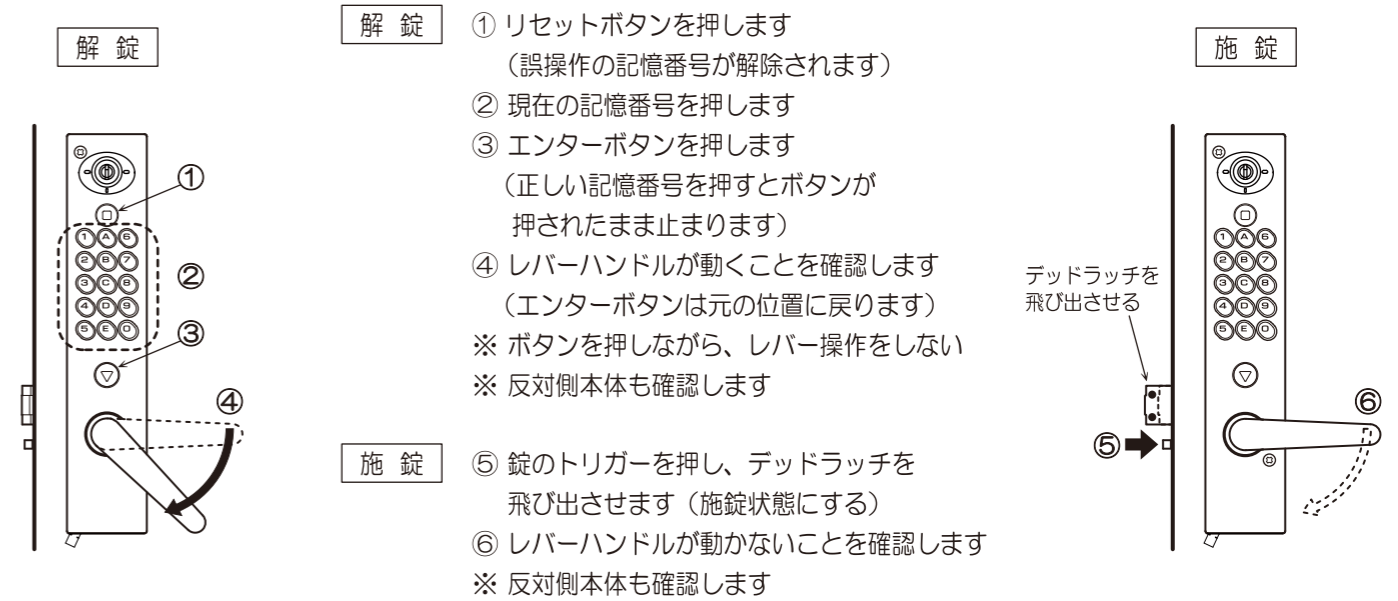 解 錠
①
②
③
④
1 A 6
2 B 7
3 C 8
4 D 9
5 E 0
解 錠
① リセットボタンを押します
（誤操作の記憶番号が解除されます）
② 現在の記憶番号を押します
③ エンターボタンを押します
（正しい記憶番号を押すとボタンが
押されたまま止まります）
④ レバーハンドルが動くことを確認します
（エンターボタンは元の位置に戻ります）
※ ボタンを押しながら、レバー操作をしない
※ 反対側本体も確認します
施 錠
⑤ 錠のトリガーを押し、デッドラッチを
飛び出させます（施錠状態にする）
⑥ レバーハンドルが動かないことを確認します
※ 反対側本体も確認します
施 錠
デッドラッチを
飛び出させる
1 A 6
2 B 7
3 C 8
4 D 9
5 E 0
⑤
⑥